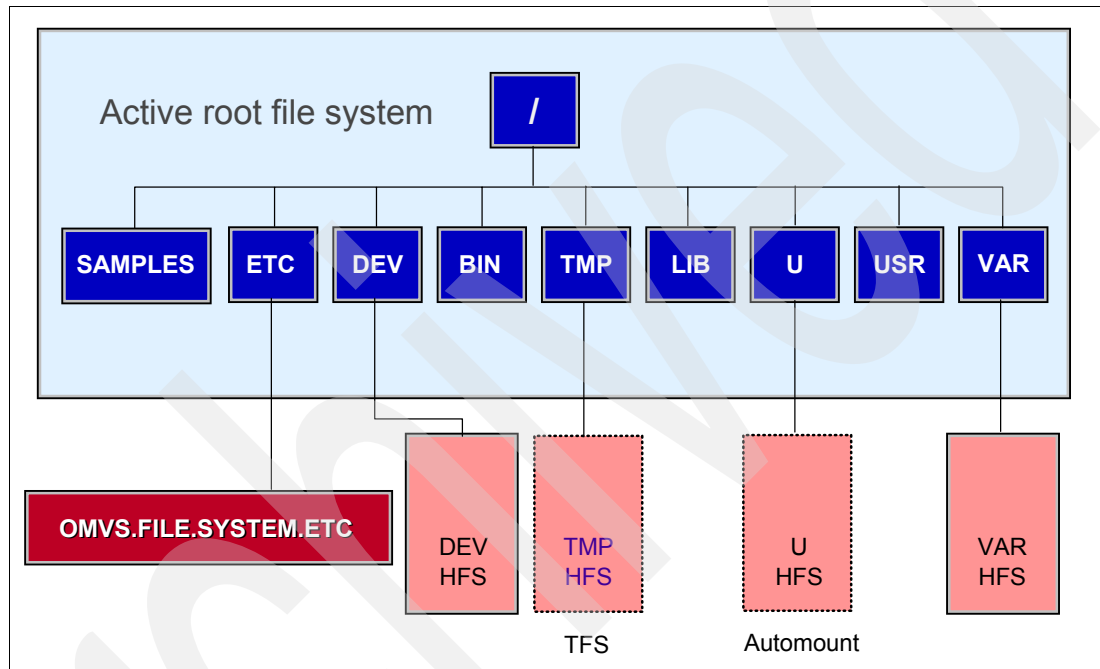 Active root file system
/
SAMPLES
ETC
DEV
BIN
TMP
LIB
U
USR
VAR
OMVS.FILE.SYSTEM.ETC
DEV
HFS
TMP
HFS
U
HFS
VAR
HFS
TFS
Automount